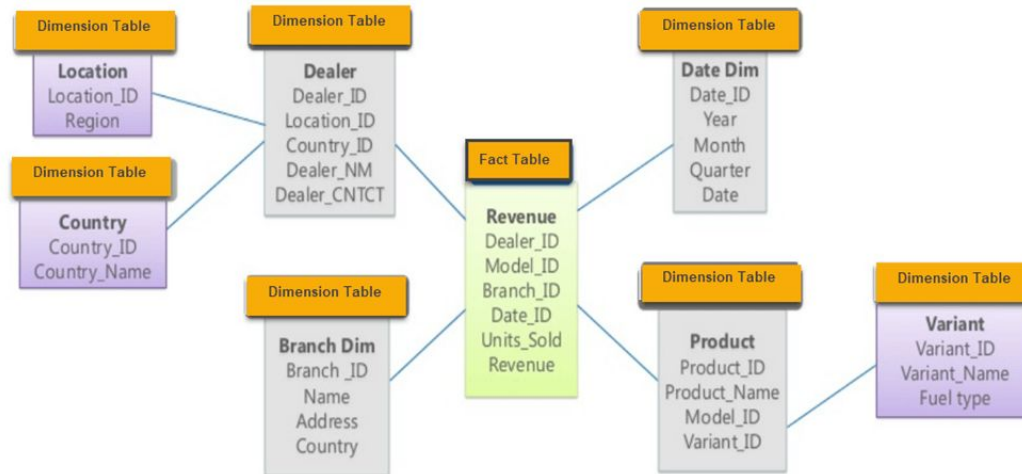 Dimension Table
Location
Location_ID
Region
Dimension Table
Country
Country_ID
Country_Name
Dimension Table
Dealer
Dealer_ID
Location_ID
Country_ID
Dealer_NM
Dealer_CNTCT
Dimension Table
Branch Dim
Branch _ID
Name
Address
Country
Fact Table
Revenue
Dealer_ID
Model_ID
Branch_ID
Date_ID
Units_Sold
Revenue
Dimension Table
Date Dim
Date_ID
Year
Month
Quarter
Date
Dimension Table
Product
Product_ID
Product_Name
Model_ID
Variant_ID
Dimension Table
Variant
Variant_ID
Variant_Name
Fuel type